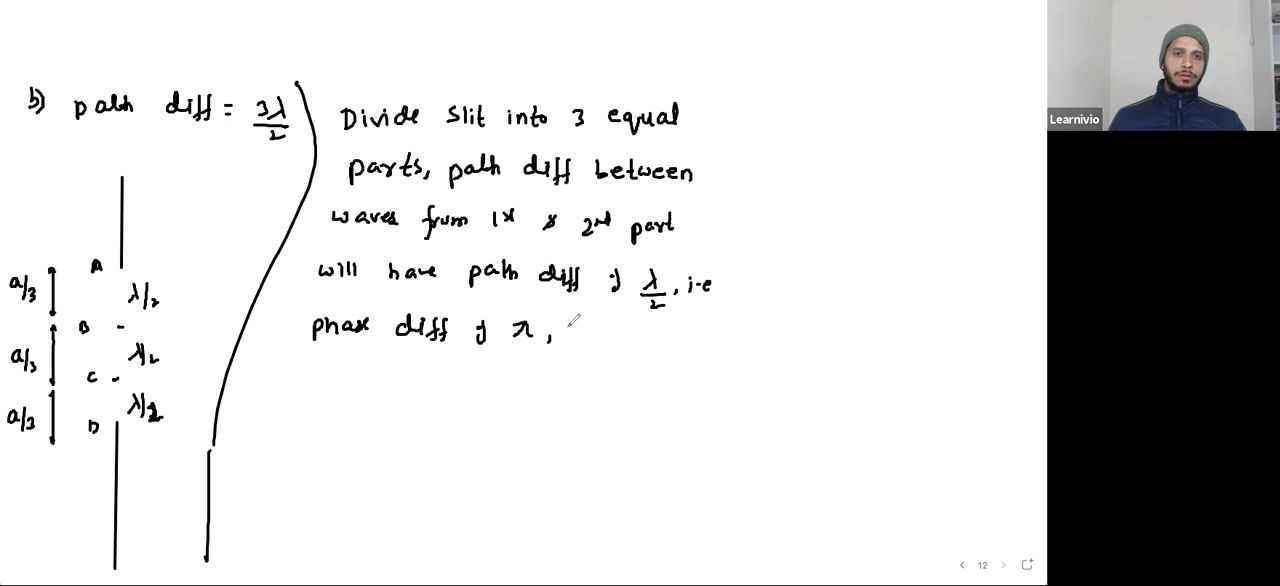 b) path diff = 3λ/2
Divide slit into 3 equal
parts, path diff between
waves from 1st & 2nd part
will have path diff of λ/2, i-e
phase diff of π,
A
a/3 λ/2
B
a/3 λ/2
C
a/3 λ/2
D
Learnivio
12